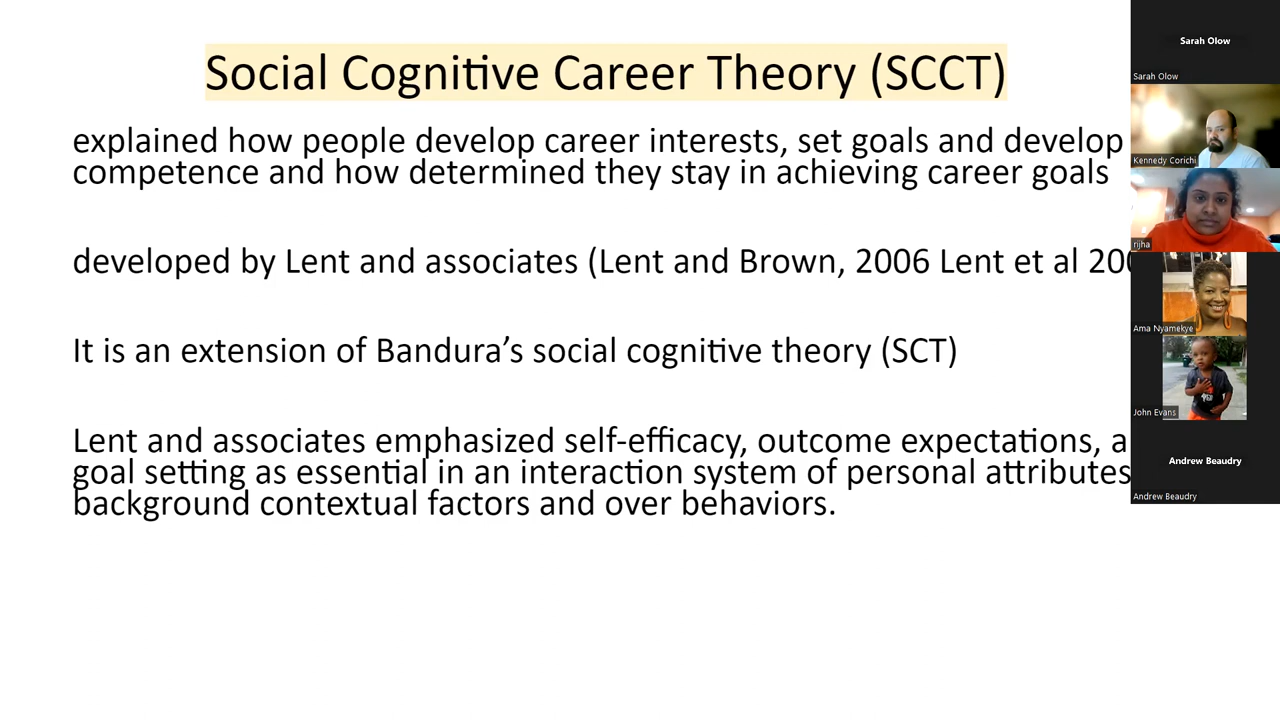 Social Cognitive Career Theory (SCCT)
explained how people develop career interests, set goals and develop
competence and how determined they stay in achieving career goals
developed by Lent and associates (Lent and Brown, 2006 Lent et al
It is an extension of Bandura’s social cognitive theory (SCT)
Lent and associates emphasized self-efficacy, outcome expectations,
goal setting as essential in an interaction system of personal attributes
background contextual factors and over behaviors.
Sarah Olow
Sarah Olow
Kennedy Corichi
rijha
Ama Nyamekye
John Evans
Andrew Beaudry
Andrew Beaudry